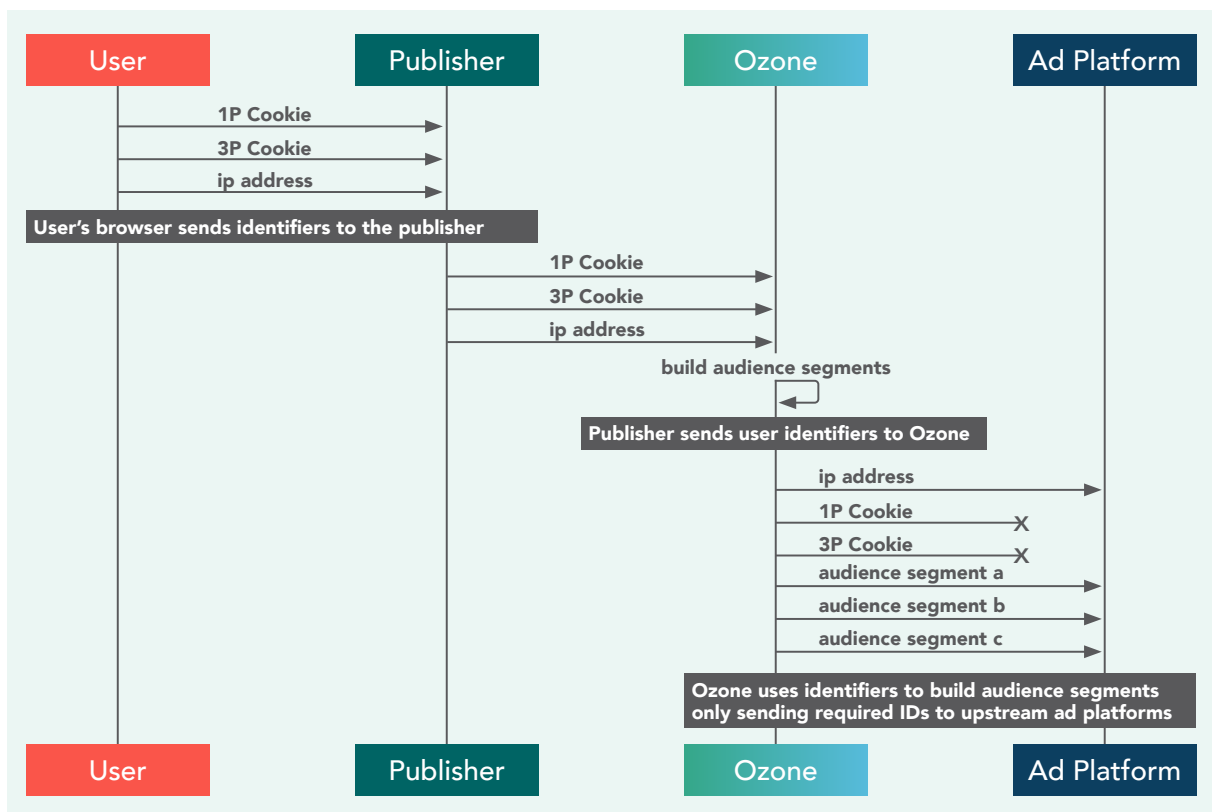 User
Publisher
Ozone
Ad Platform
1P Cookie
3P Cookie
ip address
User's browser sends identifiers to the publisher
1P Cookie
3P Cookie
ip address
build audience segments
Publisher sends user identifiers to Ozone
ip address
1P Cookie
X
3P Cookie
X
audience segment a
audience segment b
audience segment c
Ozone uses identifiers to build audience segments
only sending required IDs to upstream ad platforms
User
Publisher
Ozone
Ad Platform